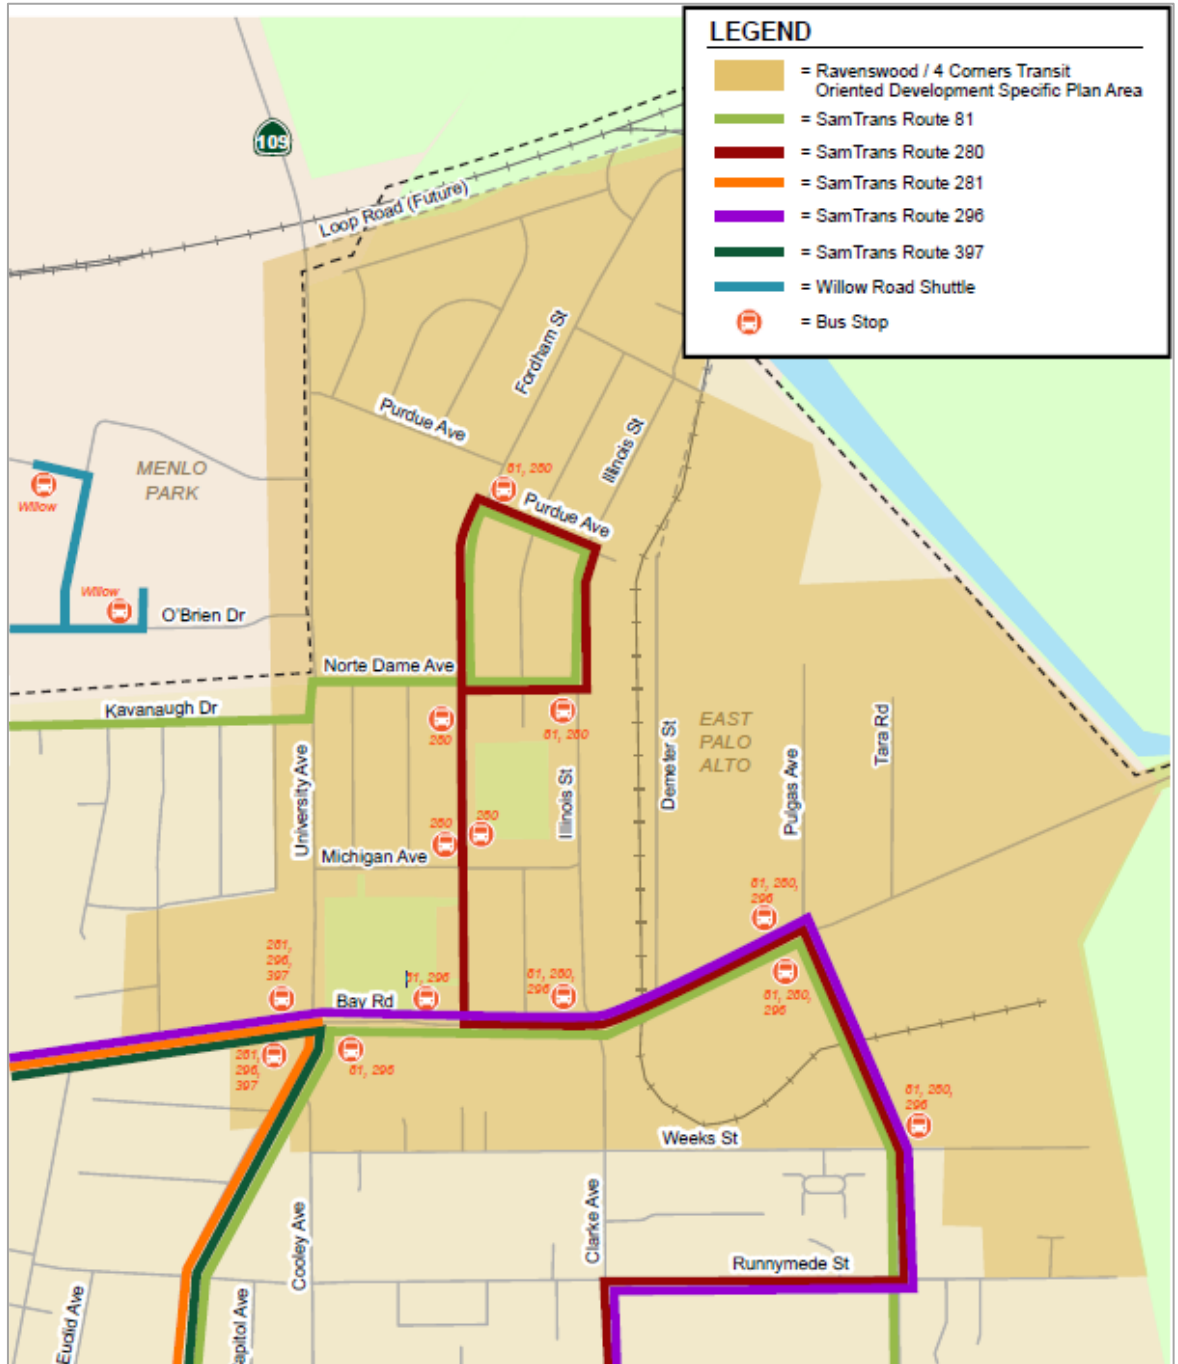 LEGEND
= Ravenswood / 4 Corners Transit
Oriented Development Specific Plan Area
= SamTrans Route 81
= SamTrans Route 280
= SamTrans Route 281
= SamTrans Route 296
= SamTrans Route 397
= Willow Road Shuttle
= Bus Stop
109
Loop Road (Future)
Fordham St
Purdue Ave
Illinois St
MENLO
PARK
81, 280
Willow
Purdue Ave
Willow
O'Brien Dr
Norte Dame Ave
Kavanaugh Dr
280
81, 280
EAST
PALO
ALTO
University Ave
Illinois St
Demeter St
Pulgas Ave
Tara Rd
280
280
Michigan Ave
81, 280,
296
281,
296,
397
81, 296
81, 280,
296
Bay Rd
81, 280,
296
281,
296,
397
81, 296
81, 280,
296
Weeks St
Cooley Ave
Clarke Ave
Runnymede St
Euclid Ave
apitol Ave